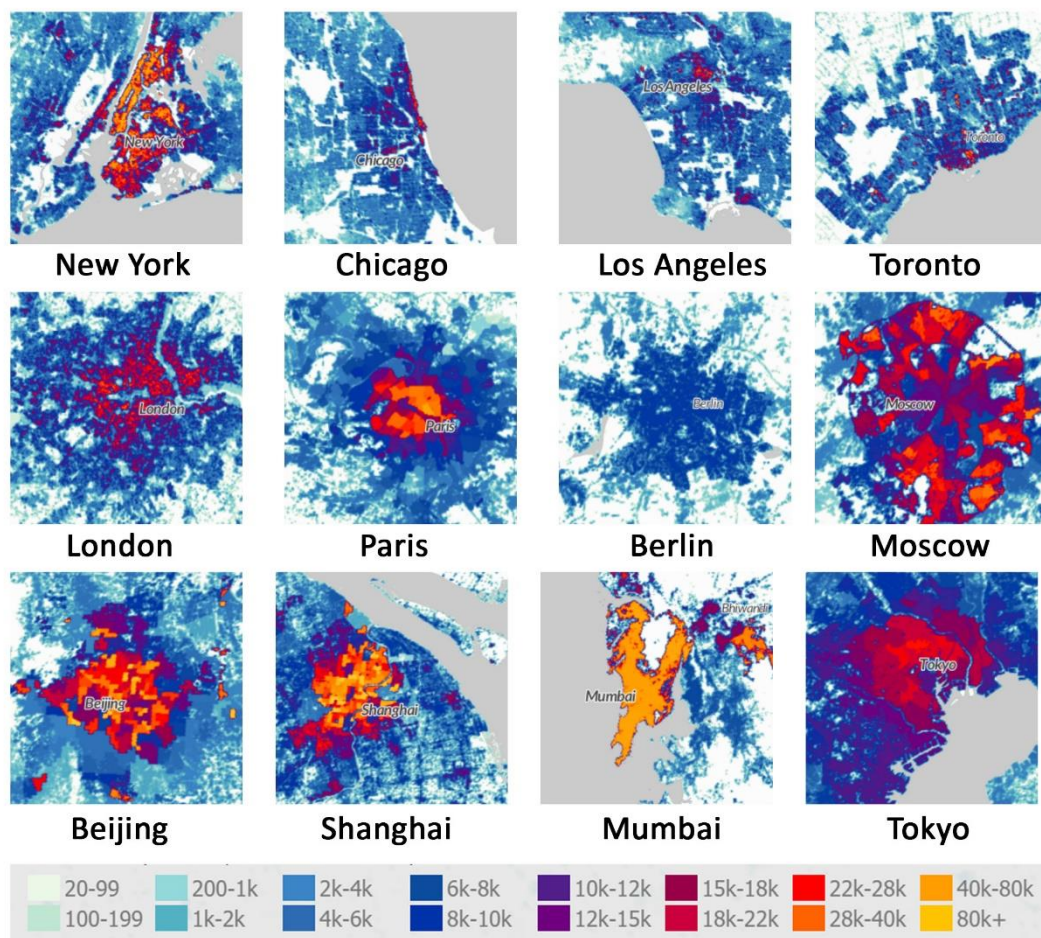 New York
Chicago
Los Angeles
Toronto
New York
Chicago
Los Angeles
Toronto
London
Paris
Berlin
Moscow
London
Paris
Berlin
Moscow
Beijing
Shanghai
Mumbai
Bhiwandi
Tokyo
Beijing
Shanghai
Mumbai
Tokyo
20-99
200-1k
2k-4k
6k-8k
10k-12k
15k-18k
22k-28k
40k-80k
100-199
1k-2k
4k-6k
8k-10k
12k-15k
18k-22k
28k-40k
80k+